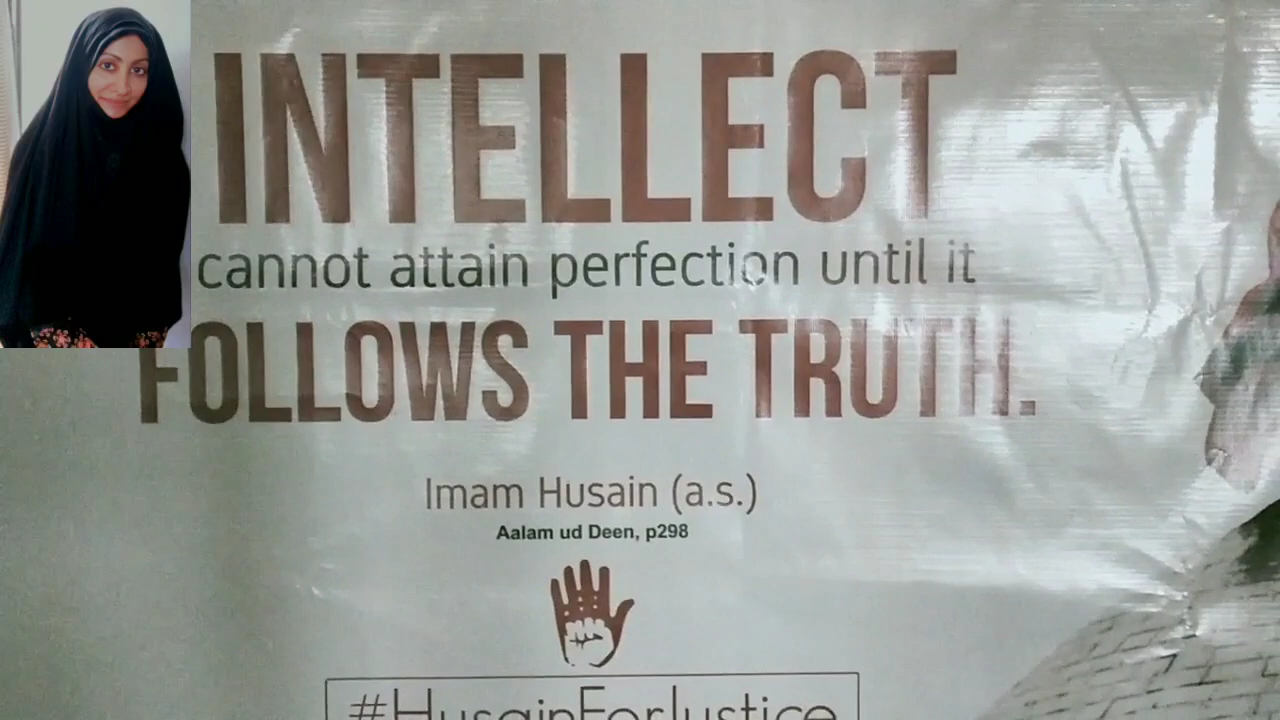 INTELLECT
cannot attain perfection until it
FOLLOWS THE TRUTH.
Imam Husain (a.s.)
Aalam ud Deen, p298
#HusainForJustice